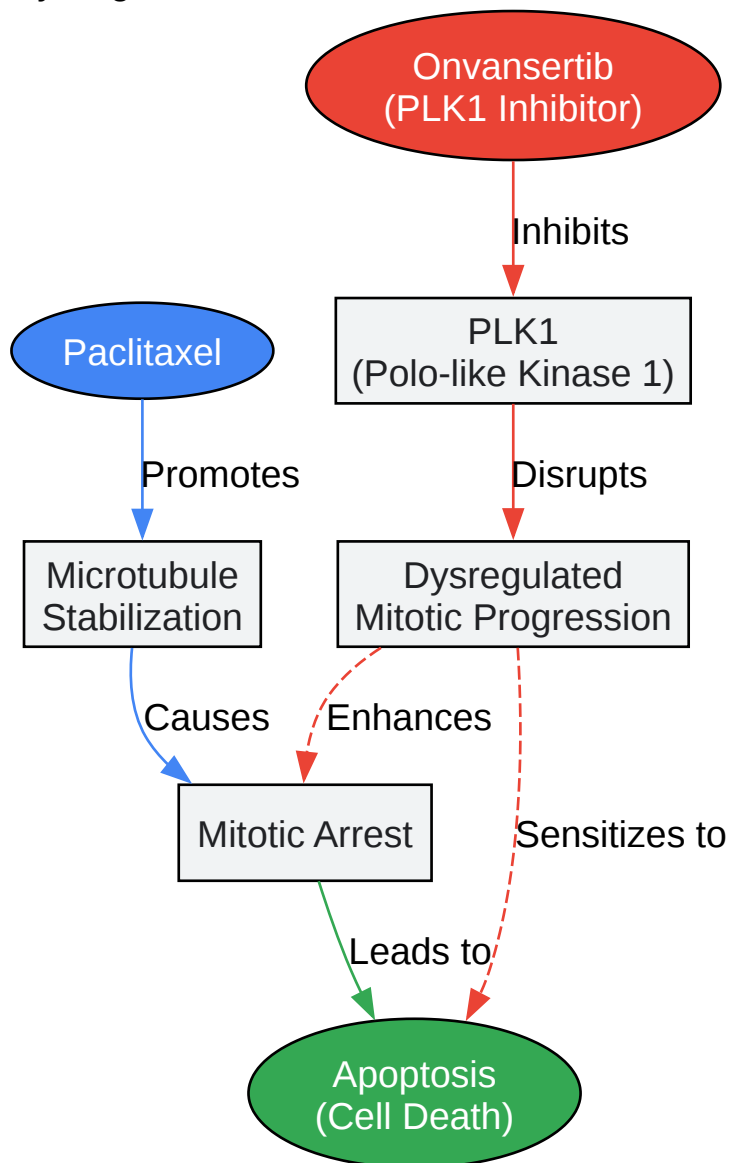 Onvansertib
(PLK1 Inhibitor)
Inhibits
PLK1
(Polo-like Kinase 1)
Paclitaxel
Promotes
Disrupts
Microtubule
Stabilization
Dysregulated
Mitotic Progression
Causes
Enhances
Mitotic Arrest
Sensitizes to
Leads to
Apoptosis
(Cell Death)